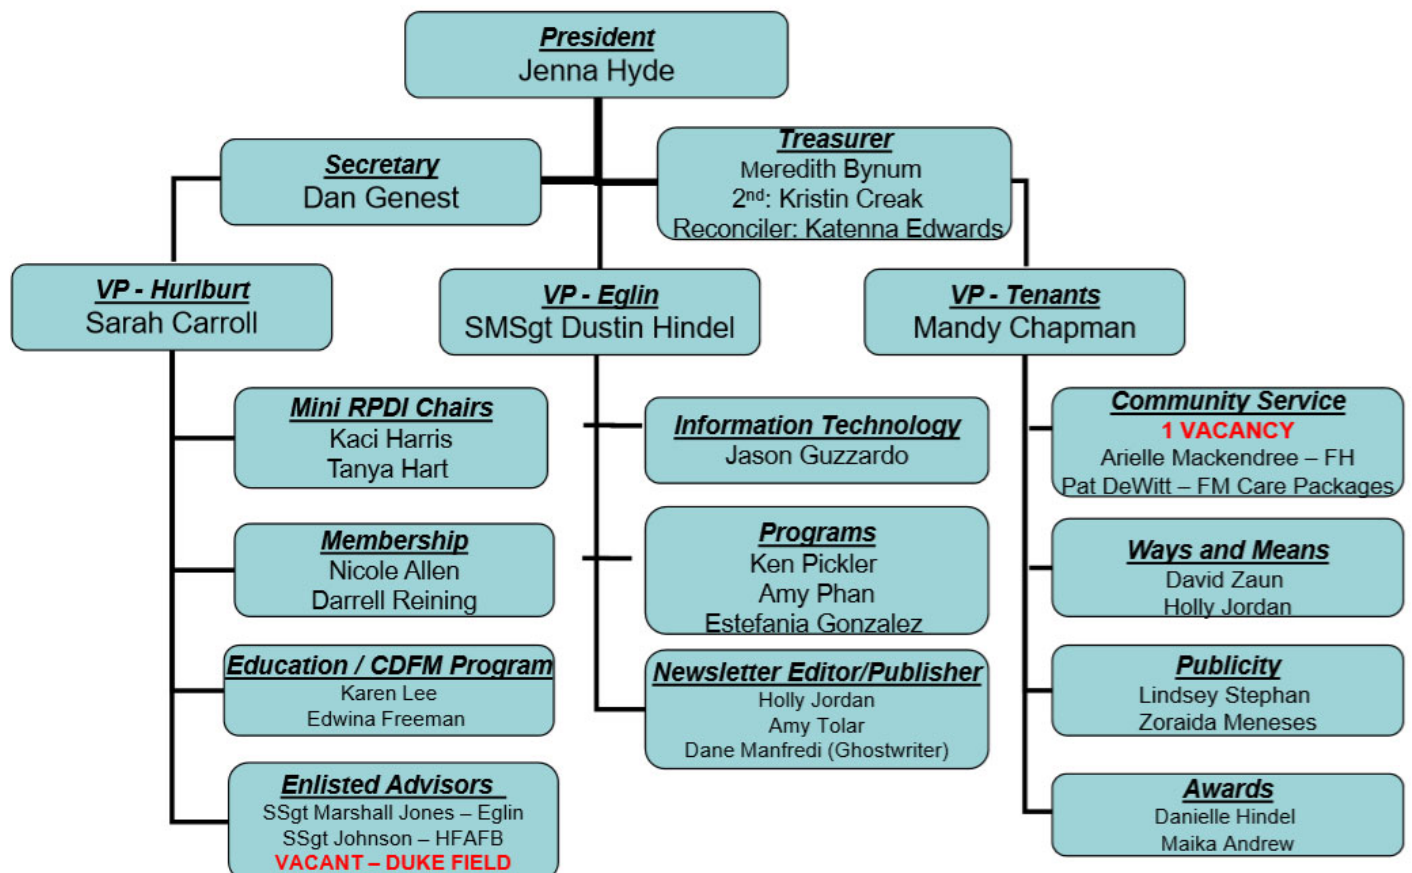 President
Jenna Hyde
Secretary
Dan Genest
Treasurer
Meredith Bynum
2nd: Kristin Creak
Reconciler: Katenna Edwards
VP - Hurlburt
Sarah Carroll
VP - Eglin
SMSgt Dustin Hindel
VP - Tenants
Mandy Chapman
Mini RPDI Chairs
Kaci Harris
Tanya Hart
Membership
Nicole Allen
Darrell Reining
Education / CDFM Program
Karen Lee
Edwina Freeman
Enlisted Advisors
SSgt Marshall Jones – Eglin
SSgt Johnson – HFAFB
VACANT – DUKE FIELD
Information Technology
Jason Guzzardo
Programs
Ken Pickler
Amy Phan
Estefania Gonzalez
Newsletter Editor/Publisher
Holly Jordan
Amy Tolar
Dane Manfredi (Ghostwriter)
Community Service
1 VACANCY
Arielle Mackendree – FH
Pat DeWitt – FM Care Packages
Ways and Means
David Zaun
Holly Jordan
Publicity
Lindsey Stephan
Zoraida Meneses
Awards
Danielle Hindel
Maika Andrew